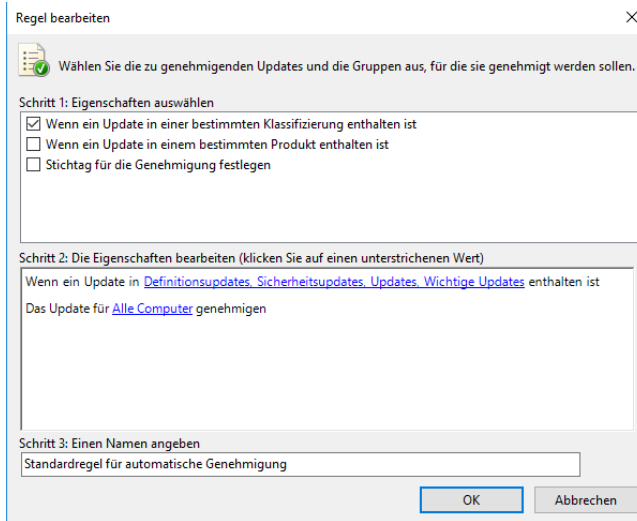 Regel bearbeiten
Wählen Sie die zu genehmigenden Updates und die Gruppen aus, für die sie genehmigt werden sollen.
Schritt 1: Eigenschaften auswählen
Wenn ein Update in einer bestimmten Klassifizierung enthalten ist
Wenn ein Update in einem bestimmten Produkt enthalten ist
Stichtag für die Genehmigung festlegen
Schritt 2: Die Eigenschaften bearbeiten (klicken Sie auf einen unterstrichenen Wert)
Wenn ein Update in Definitionsupdates, Sicherheitsupdates, Updates, Wichtige Updates enthalten ist
Das Update für Alle Computer genehmigen
Schritt 3: Einen Namen angeben
Standardregel für automatische Genehmigung
OK Abbrechen